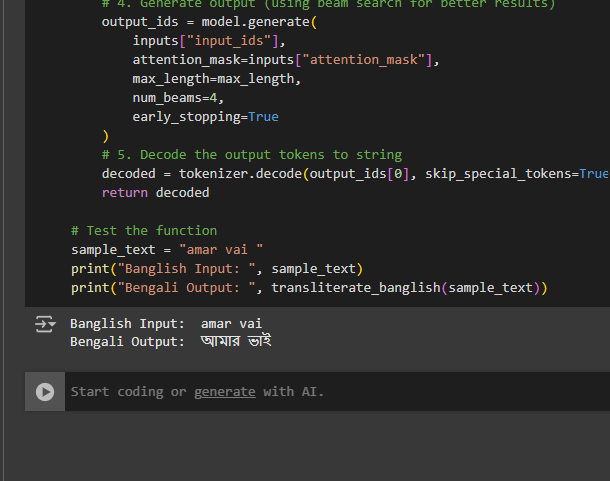 # 4. Generate output (using beam search for better results)
output_ids = model.generate(
inputs["input_ids"],
attention_mask=inputs["attention_mask"],
max_length=max_length,
num_beams=4,
early_stopping=True
)
# 5. Decode the output tokens to string
decoded = tokenizer.decode(output_ids[0], skip_special_tokens=True
return decoded
# Test the function
sample_text = "amar vai "
print("Banglish Input: ", sample_text)
print("Bengali Output: ", transliterate_banglish(sample_text))
Banglish Input:  amar vai
Bengali Output:  আমার ভাই
Start coding or generate with AI.